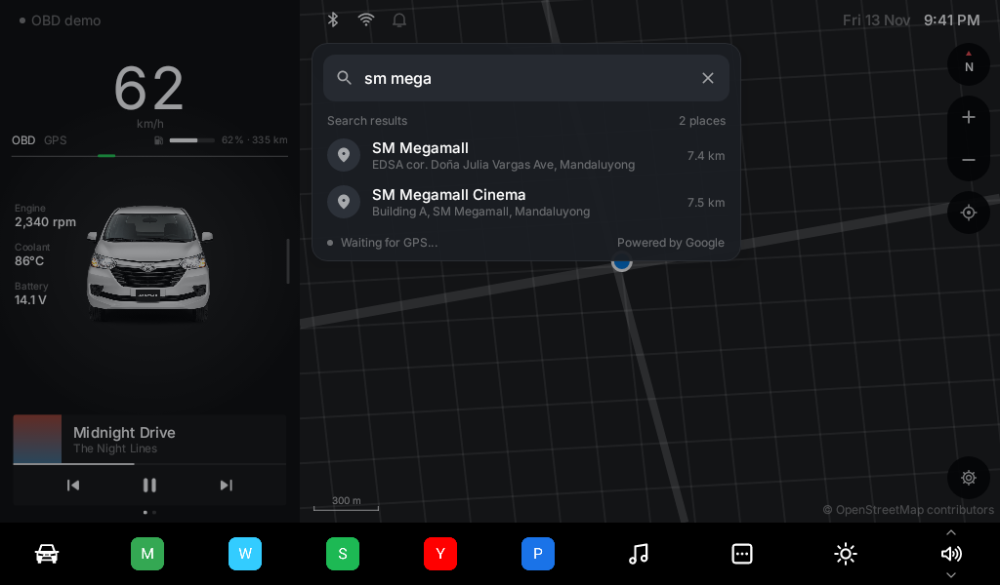 OBD demo
Fri 13 Nov 9:41 PM
62
km/h
OBD GPS 62% · 335 km
Engine
2,340 rpm
Coolant
86°C
Battery
14.1 V
Midnight Drive
The Night Lines
sm mega
Search results 2 places
SM Megamall
EDSA cor. Doña Julia Vargas Ave, Mandaluyong
7.4 km
SM Megamall Cinema
Building A, SM Megamall, Mandaluyong
7.5 km
Waiting for GPS... Powered by Google
N
300 m
© OpenStreetMap contributors
M W S Y P